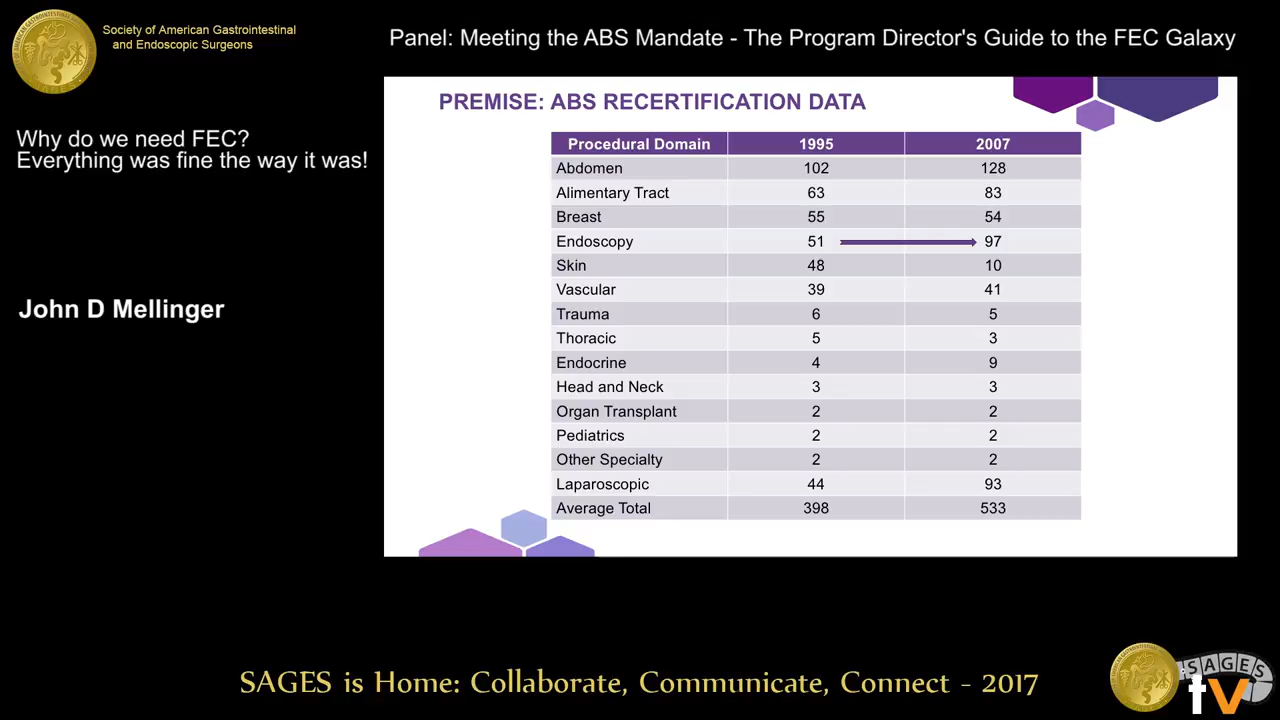 Society of American Gastrointestinal
and Endoscopic Surgeons
Panel: Meeting the ABS Mandate - The Program Director's Guide to the FEC Galaxy
Why do we need FEC?
Everything was fine the way it was!
John D Mellinger
PREMISE: ABS RECERTIFICATION DATA
Procedural Domain 1995 2007
Abdomen 102 128
Alimentary Tract 63 83
Breast 55 54
Endoscopy 51 97
Skin 48 10
Vascular 39 41
Trauma 6 5
Thoracic 5 3
Endocrine 4 9
Head and Neck 3 3
Organ Transplant 2 2
Pediatrics 2 2
Other Specialty 2 2
Laparoscopic 44 93
Average Total 398 533
SAGES is Home: Collaborate, Communicate, Connect - 2017
SAGES
tv